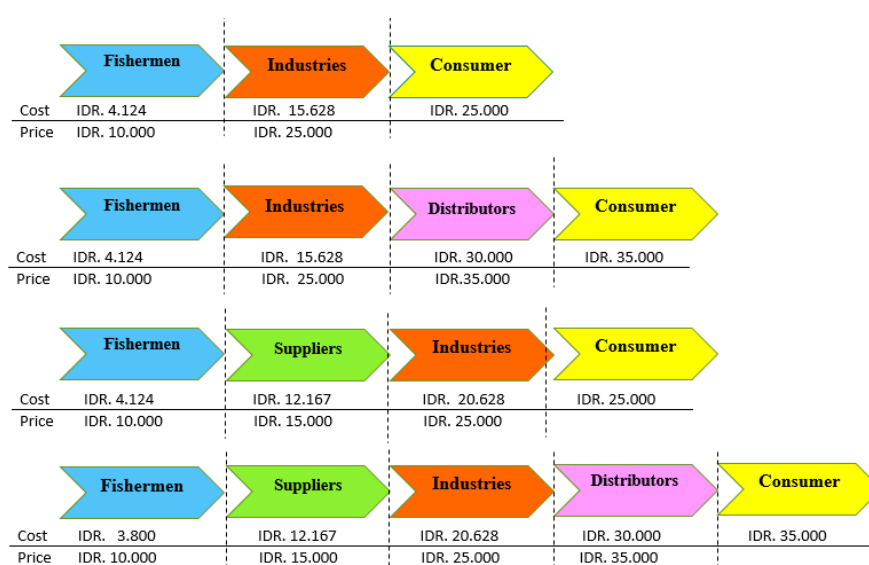 Fishermen Industries Consumer
Cost IDR. 4.124 IDR. 15.628 IDR. 25.000
Price IDR. 10.000 IDR. 25.000
Fishermen Industries Distributors Consumer
Cost IDR. 4.124 IDR. 15.628 IDR. 30.000 IDR. 35.000
Price IDR. 10.000 IDR. 25.000 IDR.35.000
Fishermen Suppliers Industries Consumer
Cost IDR. 4.124 IDR. 12.167 IDR. 20.628 IDR. 25.000
Price IDR. 10.000 IDR. 15.000 IDR. 25.000
Fishermen Suppliers Industries Distributors Consumer
Cost IDR. 3.800 IDR. 12.167 IDR. 20.628 IDR. 30.000 IDR. 35.000
Price IDR. 10.000 IDR. 15.000 IDR. 25.000 IDR. 35.000